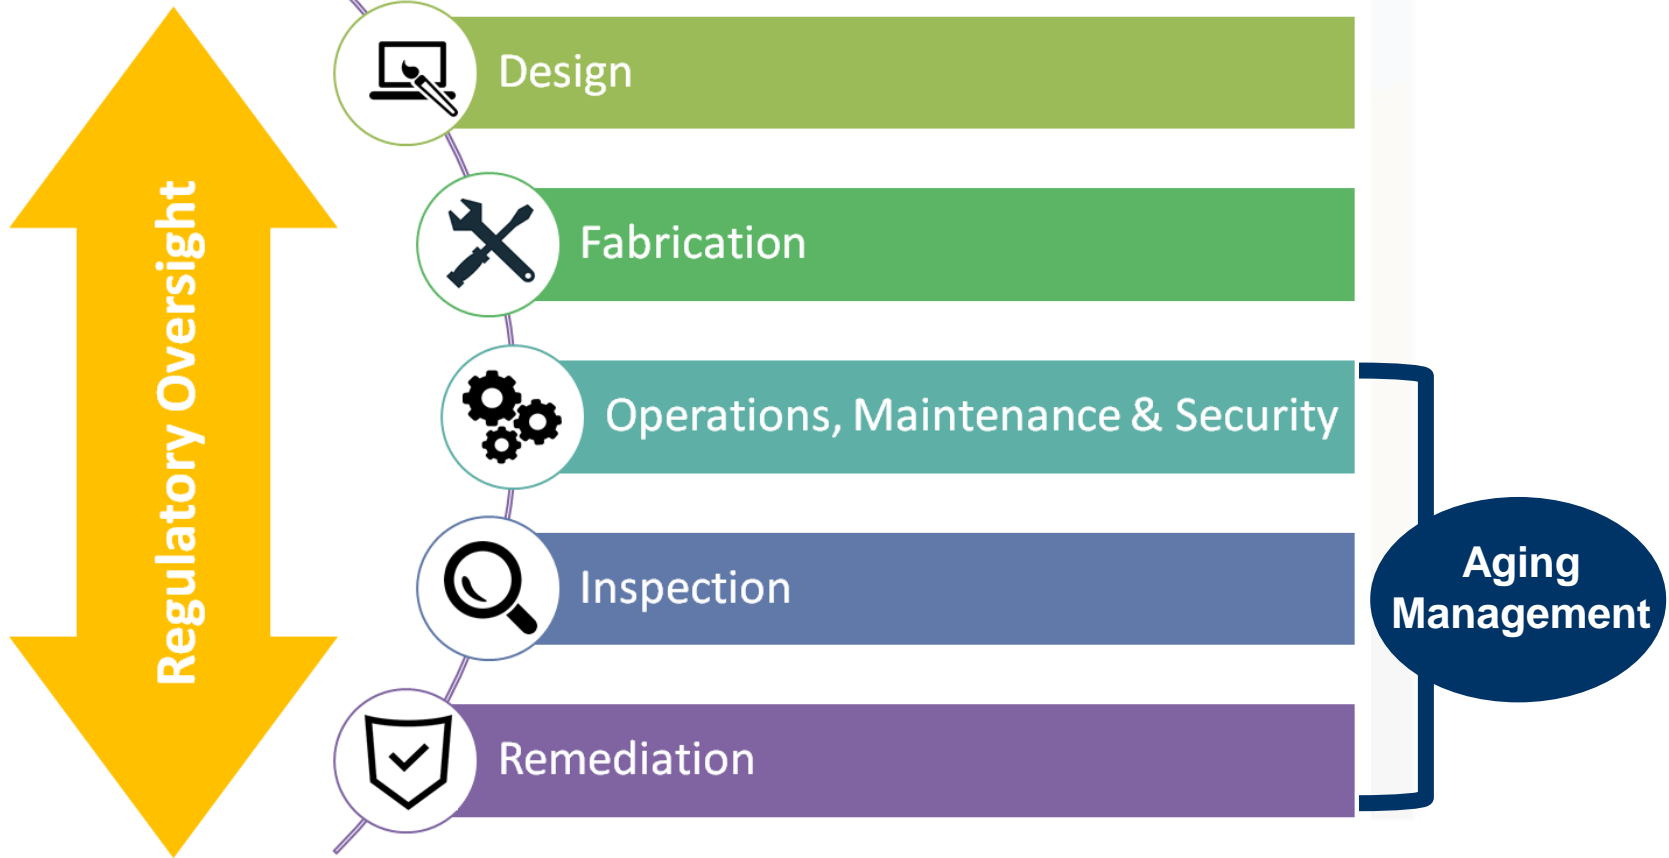 Regulatory Oversight
Design
Fabrication
Operations, Maintenance & Security
Inspection
Remediation
Aging
Management